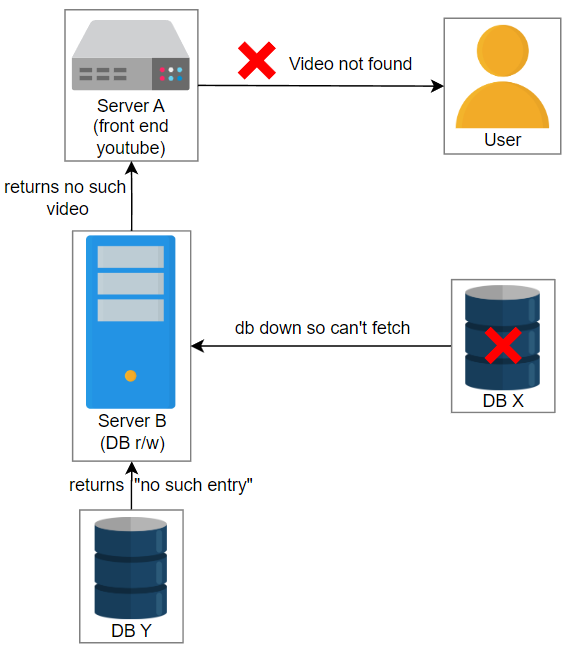 Video not found
Server A
(front end
youtube)
User
returns no such
video
db down so can't fetch
DB X
Server B
(DB r/w)
returns "no such entry"
DB Y